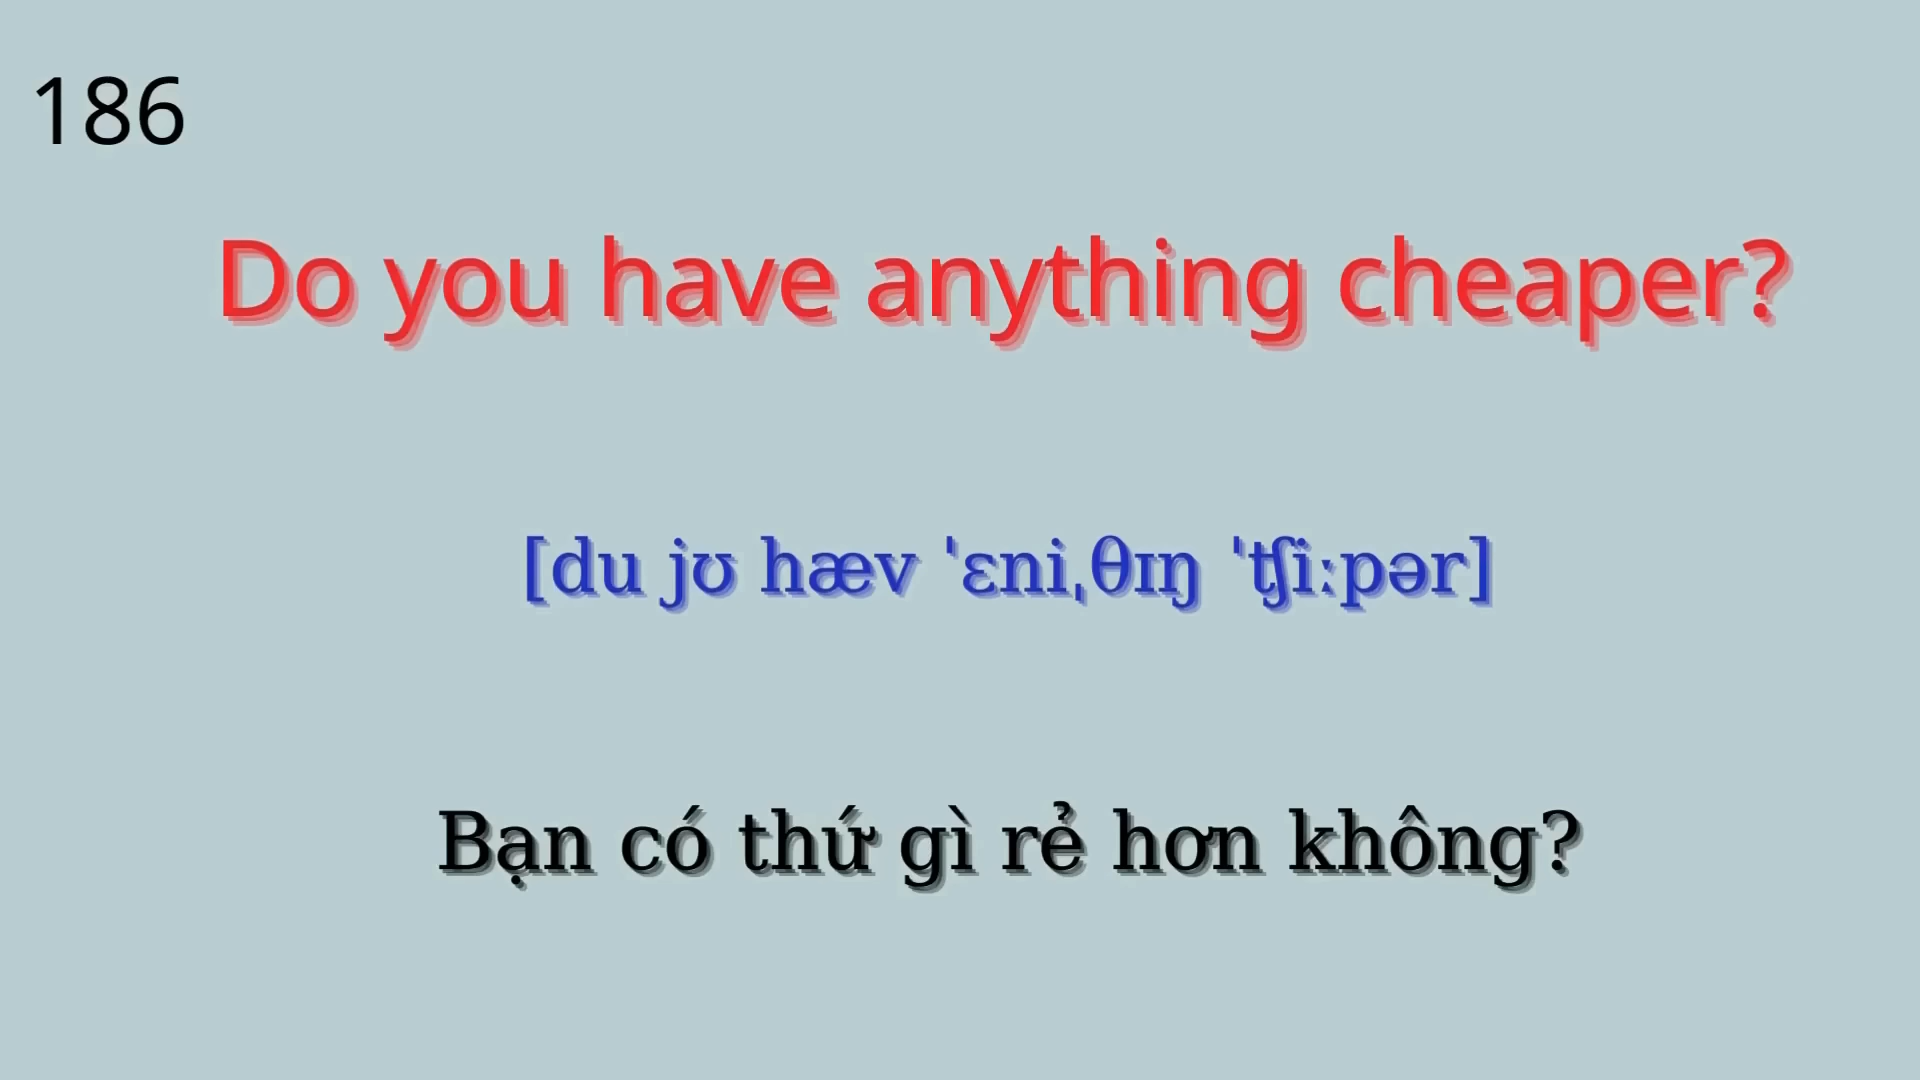 186
Do you have anything cheaper?
[du jʊ hæv ˈɛniˌθɪŋ ˈʧiːpər]
Bạn có thứ gì rẻ hơn không?